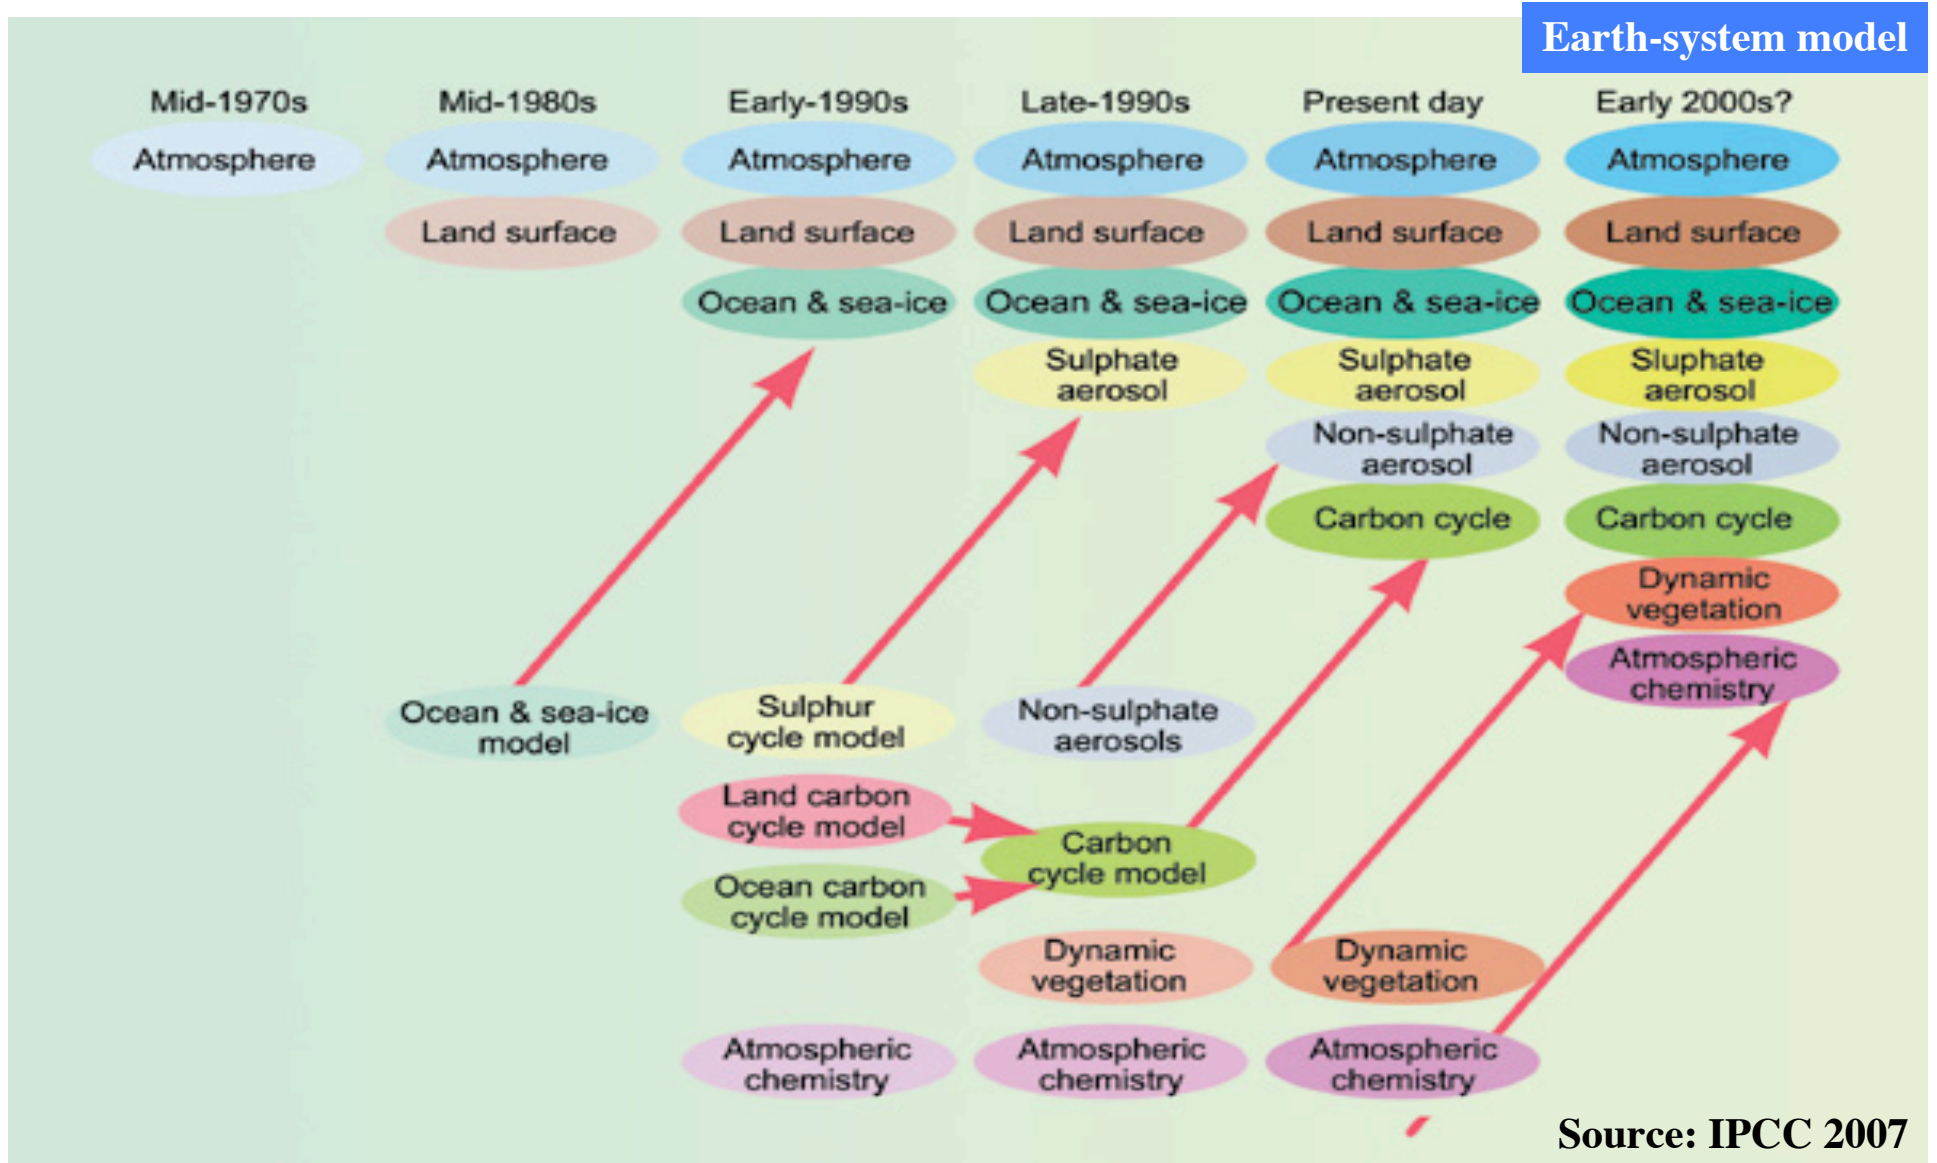 Earth-system model
Mid-1970s
Mid-1980s
Early-1990s
Late-1990s
Present day
Early 2000s?
Atmosphere
Atmosphere
Atmosphere
Atmosphere
Atmosphere
Atmosphere
Land surface
Land surface
Land surface
Land surface
Land surface
Ocean & sea-ice
Ocean & sea-ice
Ocean & sea-ice
Ocean & sea-ice
Sulphate
aerosol
Sulphate
aerosol
Sluphate
aerosol
Non-sulphate
aerosol
Non-sulphate
aerosol
Carbon cycle
Carbon cycle
Dynamic
vegetation
Atmospheric
chemistry
Ocean & sea-ice
model
Sulphur
cycle model
Non-sulphate
aerosols
Land carbon
cycle model
Carbon
cycle model
Ocean carbon
cycle model
Dynamic
vegetation
Dynamic
vegetation
Atmospheric
chemistry
Atmospheric
chemistry
Atmospheric
chemistry
Source: IPCC 2007